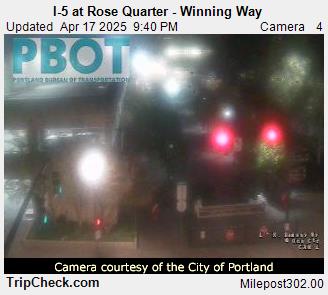 I-5 at Rose Quarter - Winning Way
Updated Apr 17 2025 9:40 PM Camera 4
PBOT
PORTLAND BUREAU OF TRANSPORTATION
Camera courtesy of the City of Portland
TripCheck.com Milepost302.00